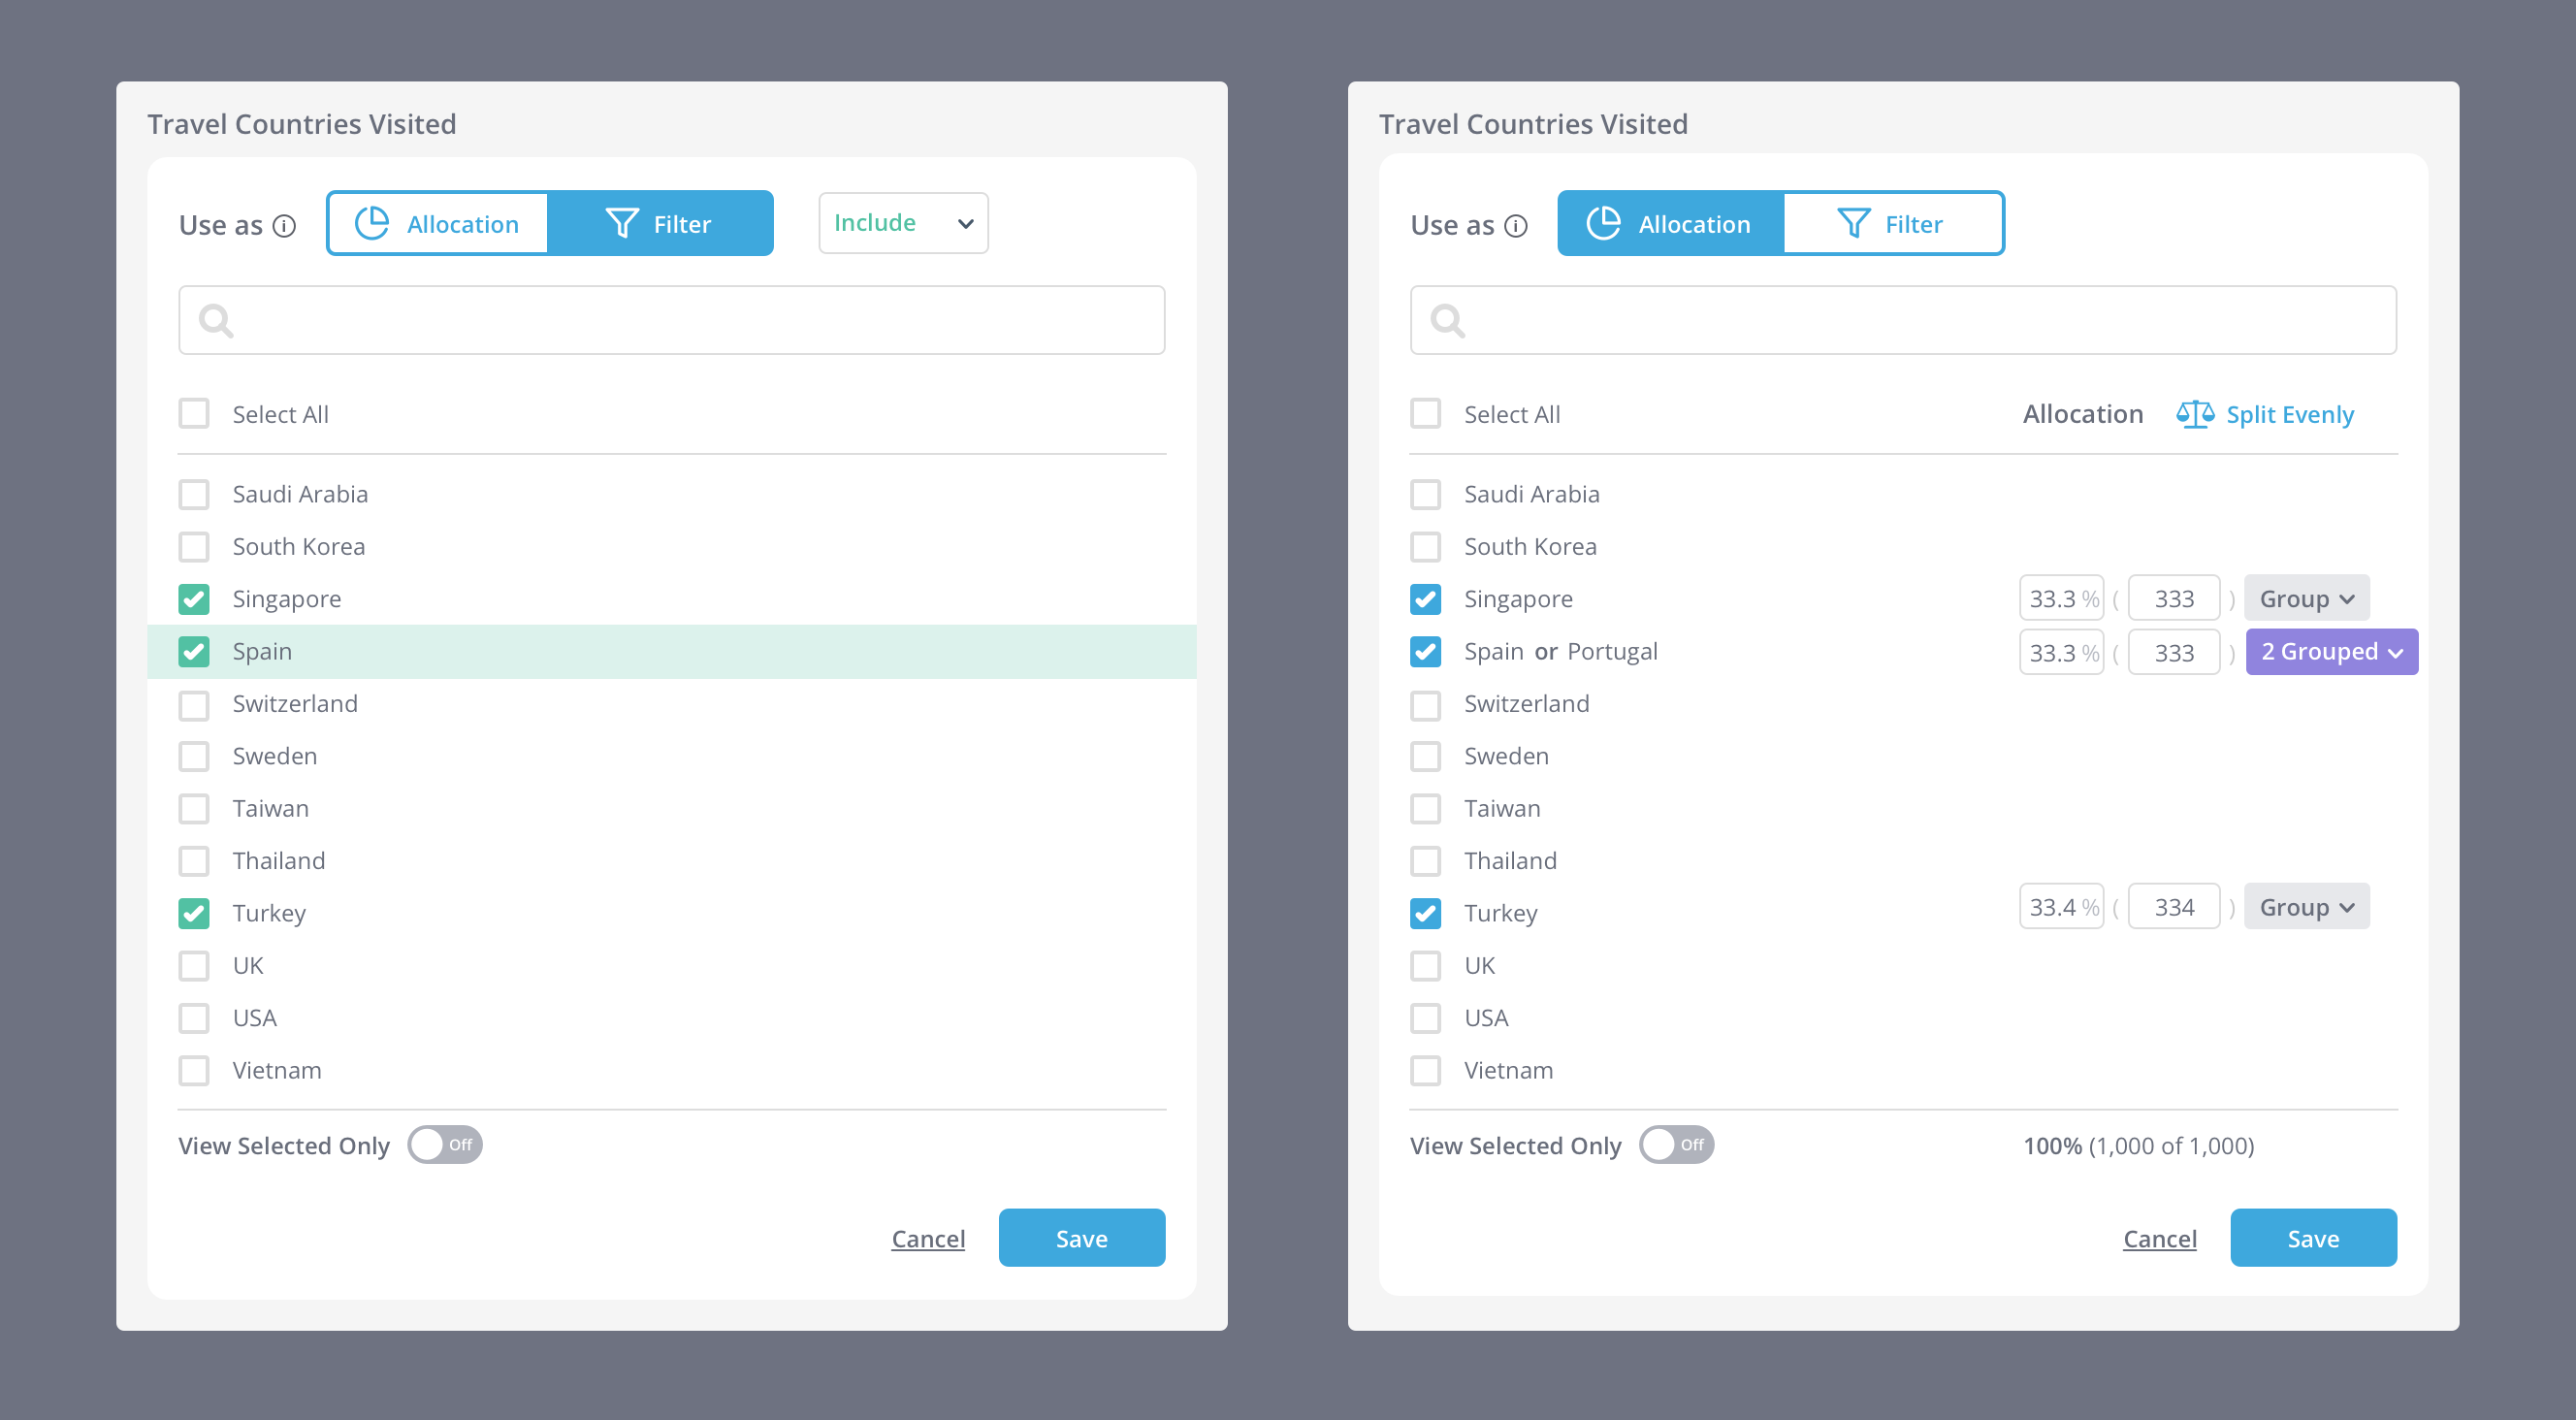 Travel Countries Visited
Use as Allocation Filter Include
Select All
Saudi Arabia
South Korea
Singapore
Spain
Switzerland
Sweden
Taiwan
Thailand
Turkey
UK
USA
Vietnam
View Selected Only Off
Cancel Save
Travel Countries Visited
Use as Allocation Filter
Select All Allocation Split Evenly
Saudi Arabia
South Korea
Singapore 33.3 % ( 333 ) Group
Spain or Portugal 33.3 % ( 333 ) 2 Grouped
Switzerland
Sweden
Taiwan
Thailand
Turkey 33.4 % ( 334 ) Group
UK
USA
Vietnam
View Selected Only Off 100% (1,000 of 1,000)
Cancel Save